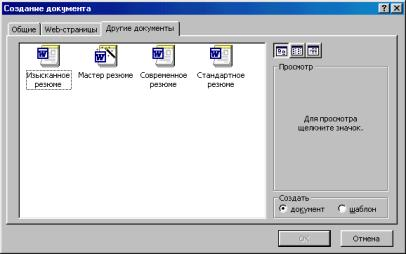 Создание документа
Общие Web-страницы Другие документы
Изысканное резюме Мастер резюме Современное резюме Стандартное резюме
Просмотр
Для просмотра
щелкните значок.
Создать
документ шаблон
ОК Отмена